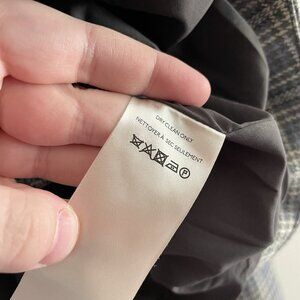 DRY CLEAN ONLY
NETTOYER A SEC SEULEMENT
P